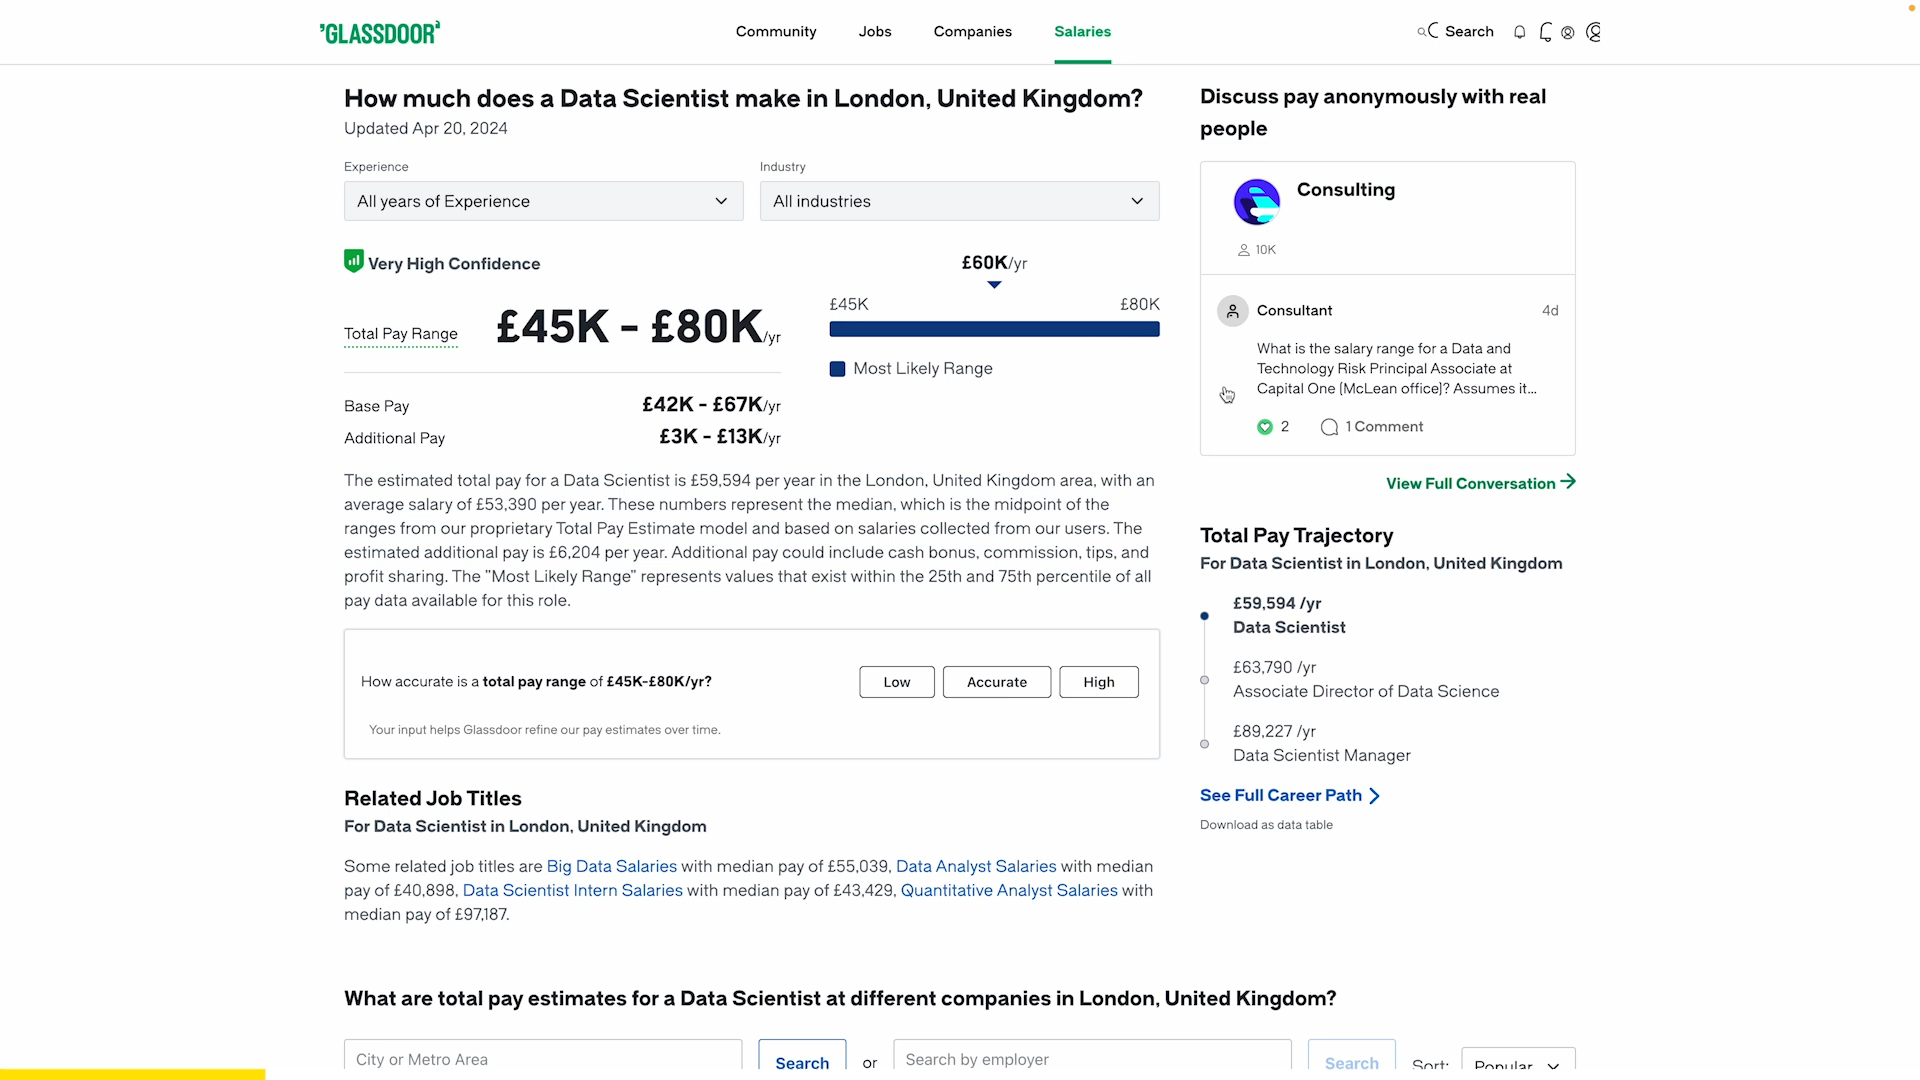 GLASSDOOR
Community Jobs Companies Salaries
Search
How much does a Data Scientist make in London, United Kingdom?
Updated Apr 20, 2024
Experience
Industry
All years of Experience
All industries
Very High Confidence
£60K/yr
£45K £80K
Total Pay Range £45K - £80K/yr
Most Likely Range
Base Pay £42K - £67K/yr
Additional Pay £3K - £13K/yr
The estimated total pay for a Data Scientist is £59,594 per year in the London, United Kingdom area, with an
average salary of £53,390 per year. These numbers represent the median, which is the midpoint of the
ranges from our proprietary Total Pay Estimate model and based on salaries collected from our users. The
estimated additional pay is £6,204 per year. Additional pay could include cash bonus, commission, tips, and
profit sharing. The "Most Likely Range" represents values that exist within the 25th and 75th percentile of all
pay data available for this role.
How accurate is a total pay range of £45K-£80K/yr?
Low Accurate High
Your input helps Glassdoor refine our pay estimates over time.
Related Job Titles
For Data Scientist in London, United Kingdom
Some related job titles are Big Data Salaries with median pay of £55,039, Data Analyst Salaries with median
pay of £40,898, Data Scientist Intern Salaries with median pay of £43,429, Quantitative Analyst Salaries with
median pay of £97,187.
What are total pay estimates for a Data Scientist at different companies in London, United Kingdom?
City or Metro Area Search or Search by employer Search Sort: Popular
Discuss pay anonymously with real
people
Consulting
10K
Consultant 4d
What is the salary range for a Data and
Technology Risk Principal Associate at
Capital One (McLean office)? Assumes it...
2 1 Comment
View Full Conversation
Total Pay Trajectory
For Data Scientist in London, United Kingdom
£59,594 /yr
Data Scientist
£63,790 /yr
Associate Director of Data Science
£89,227 /yr
Data Scientist Manager
See Full Career Path
Download as data table